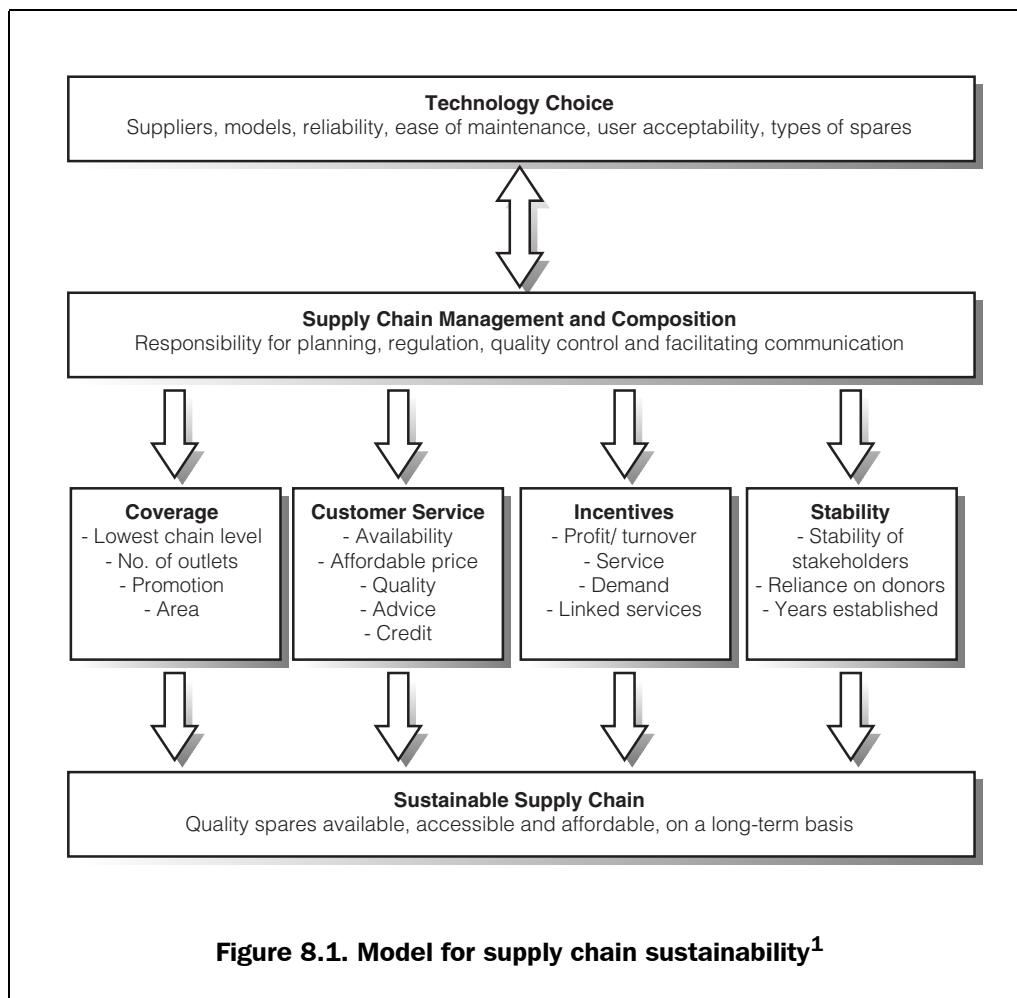 Technology Choice
Suppliers, models, reliability, ease of maintenance, user acceptability, types of spares
Supply Chain Management and Composition
Responsibility for planning, regulation, quality control and facilitating communication
Coverage
- Lowest chain level
- No. of outlets
- Promotion
- Area
Customer Service
- Availability
- Affordable price
- Quality
- Advice
- Credit
Incentives
- Profit/ turnover
- Service
- Demand
- Linked services
Stability
- Stability of
stakeholders
- Reliance on donors
- Years established
Sustainable Supply Chain
Quality spares available, accessible and affordable, on a long-term basis
Figure 8.1. Model for supply chain sustainability¹